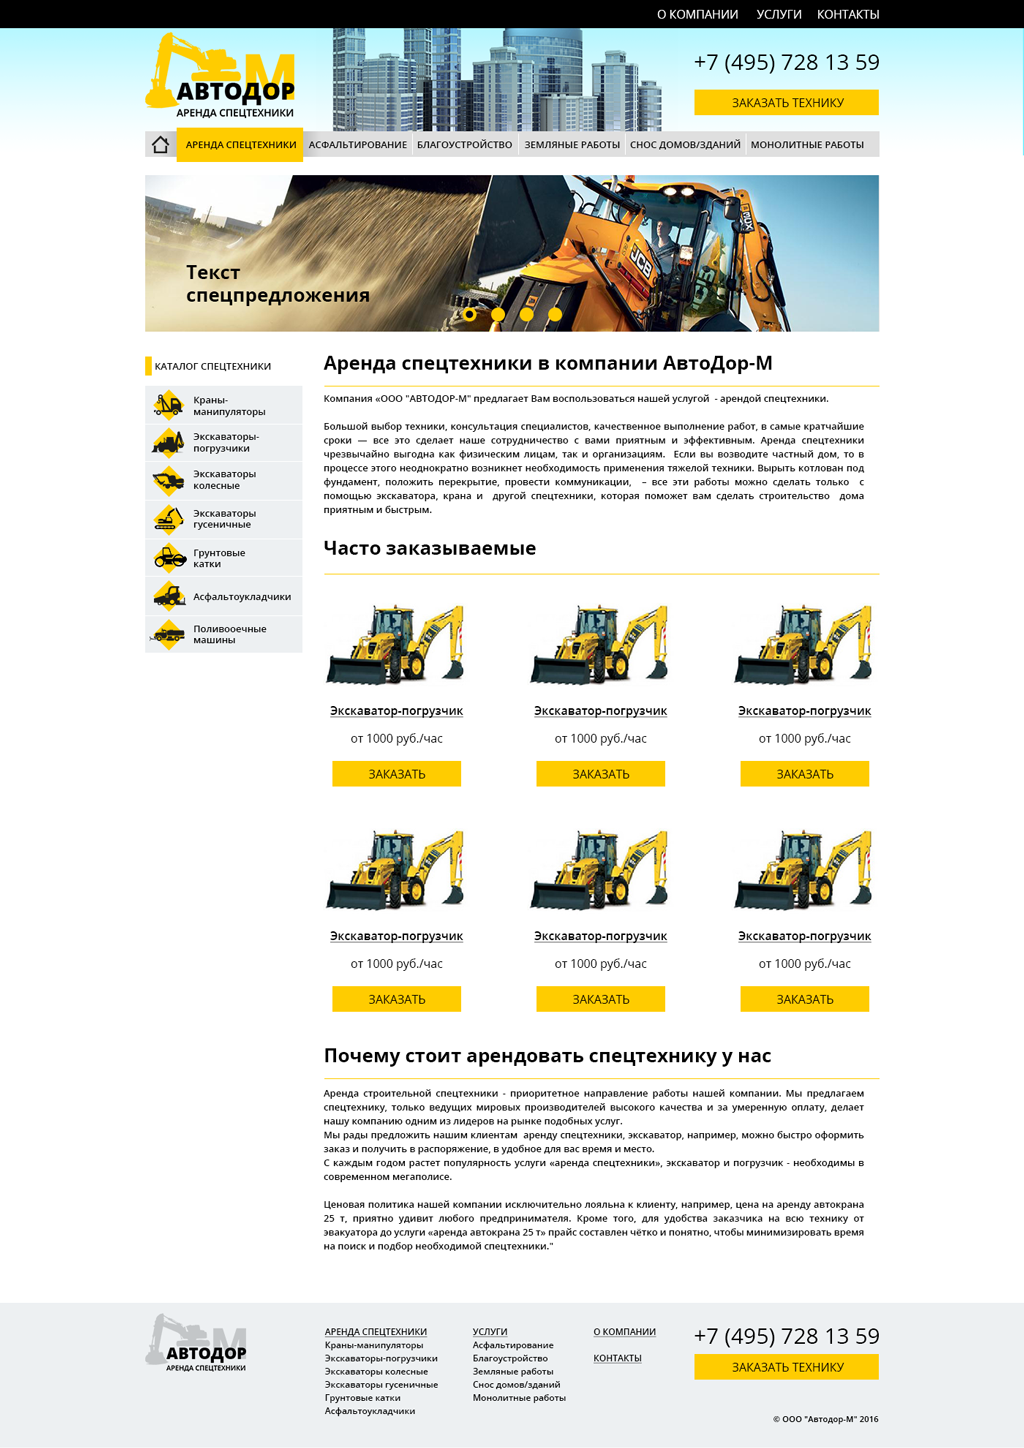 О КОМПАНИИ УСЛУГИ КОНТАКТЫ
М
АВТОДОР
АРЕНДА СПЕЦТЕХНИКИ
+7 (495) 728 13 59
ЗАКАЗАТЬ ТЕХНИКУ
АРЕНДА СПЕЦТЕХНИКИ АСФАЛЬТИРОВАНИЕ БЛАГОУСТРОЙСТВО ЗЕМЛЯНЫЕ РАБОТЫ СНОС ДОМОВ/ЗДАНИЙ МОНОЛИТНЫЕ РАБОТЫ
Текст
спецпредложения
JCB
КАТАЛОГ СПЕЦТЕХНИКИ
Краны-
манипуляторы
Экскаваторы-
погрузчики
Экскаваторы
колесные
Экскаваторы
гусеничные
Грунтовые
катки
Асфальтоукладчики
Поливооечные
машины
Аренда спецтехники в компании АвтоДор-М
Компания «ООО "АВТОДОР-М" предлагает Вам воспользоваться нашей услугой - арендой спецтехники.
Большой выбор техники, консультация специалистов, качественное выполнение работ, в самые кратчайшие
сроки — все это сделает наше сотрудничество с вами приятным и эффективным. Аренда спецтехники
чрезвычайно выгодна как физическим лицам, так и организациям. Если вы возводите частный дом, то в
процессе этого неоднократно возникнет необходимость применения тяжелой техники. Вырыть котлован под
фундамент, положить перекрытие, провести коммуникации, – все эти работы можно сделать только с
помощью экскаватора, крана и другой спецтехники, которая поможет вам сделать строительство дома
приятным и быстрым.
Часто заказываемые
Экскаватор-погрузчик Экскаватор-погрузчик Экскаватор-погрузчик
от 1000 руб./час от 1000 руб./час от 1000 руб./час
ЗАКАЗАТЬ ЗАКАЗАТЬ ЗАКАЗАТЬ
Экскаватор-погрузчик Экскаватор-погрузчик Экскаватор-погрузчик
от 1000 руб./час от 1000 руб./час от 1000 руб./час
ЗАКАЗАТЬ ЗАКАЗАТЬ ЗАКАЗАТЬ
Почему стоит арендовать спецтехнику у нас
Аренда строительной спецтехники - приоритетное направление работы нашей компании. Мы предлагаем
спецтехнику, только ведущих мировых производителей высокого качества и за умеренную оплату, делает
нашу компанию одним из лидеров на рынке подобных услуг.
Мы рады предложить нашим клиентам аренду спецтехники, экскаватор, например, можно быстро оформить
заказ и получить в распоряжение, в удобное для вас время и место.
С каждым годом растет популярность услуги «аренда спецтехники», экскаватор и погрузчик - необходимы в
современном мегаполисе.
Ценовая политика нашей компании исключительно лояльна к клиенту, например, цена на аренду автокрана
25 т, приятно удивит любого предпринимателя. Кроме того, для удобства заказчика на всю технику от
эвакуатора до услуги «аренда автокрана 25 т» прайс составлен чётко и понятно, чтобы минимизировать время
на поиск и подбор необходимой спецтехники."
М
АВТОДОР
АРЕНДА СПЕЦТЕХНИКИ
АРЕНДА СПЕЦТЕХНИКИ
Краны-манипуляторы
Экскаваторы-погрузчики
Экскаваторы колесные
Экскаваторы гусеничные
Грунтовые катки
Асфальтоукладчики
УСЛУГИ
Асфальтирование
Благоустройство
Земляные работы
Снос домов/зданий
Монолитные работы
О КОМПАНИИ
КОНТАКТЫ
+7 (495) 728 13 59
ЗАКАЗАТЬ ТЕХНИКУ
© ООО "Автодор-М" 2016